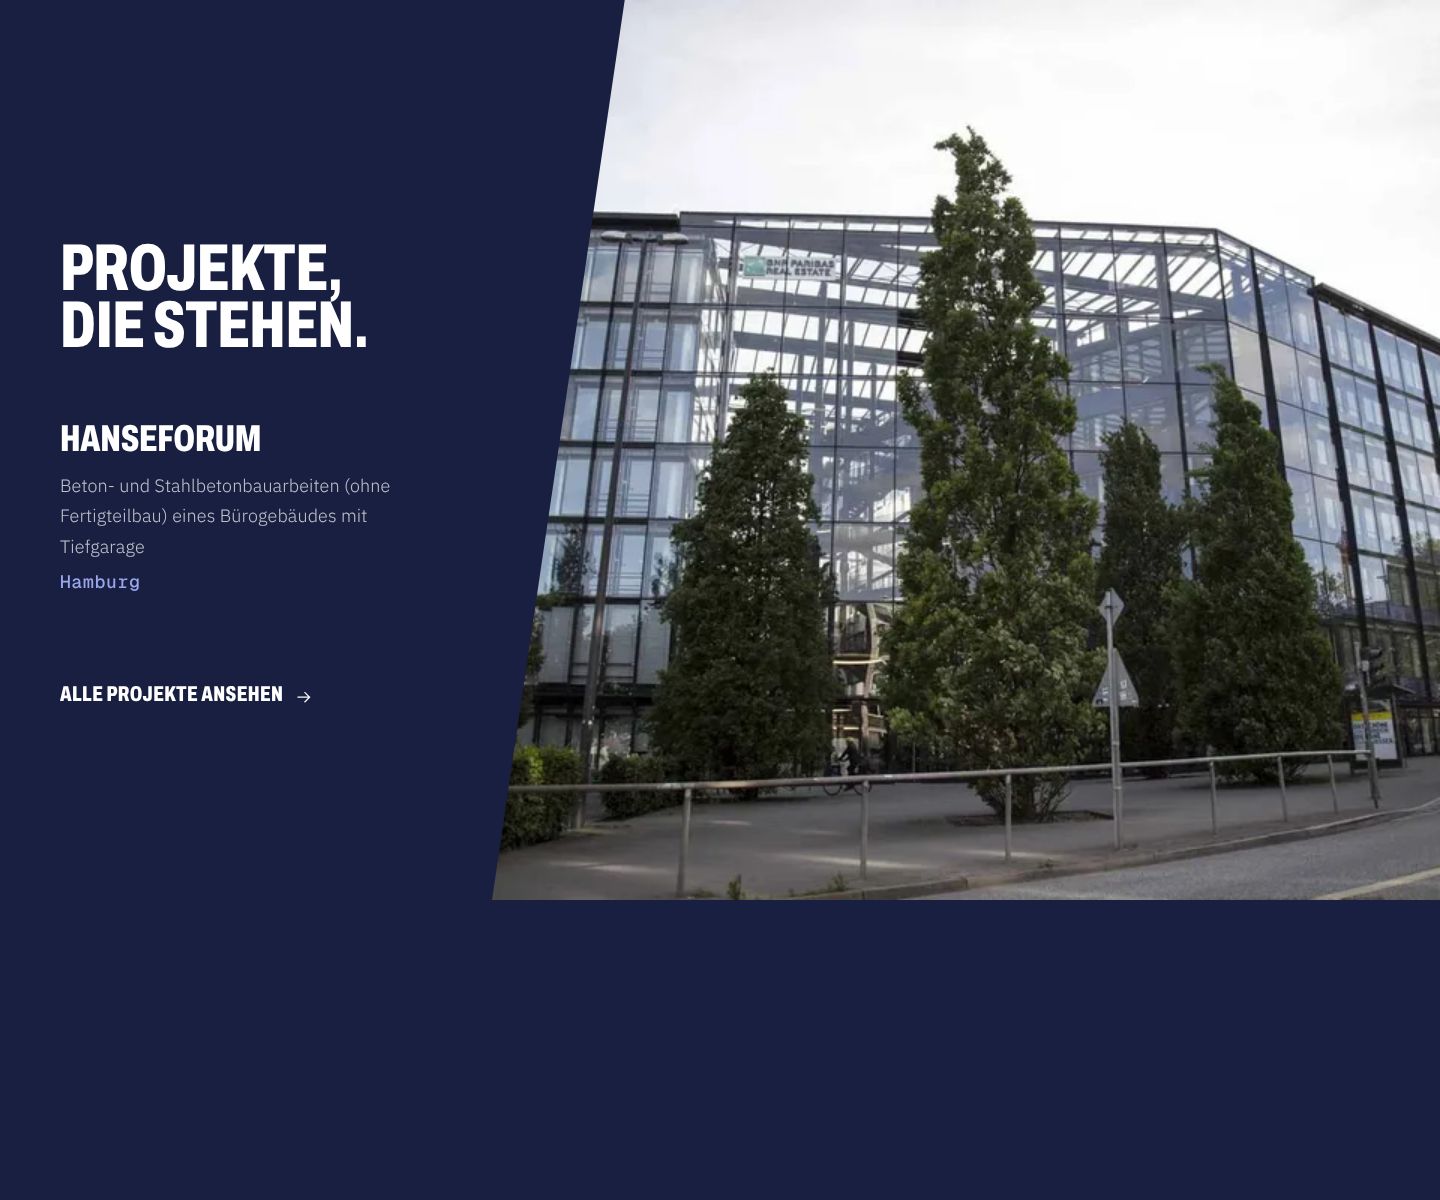 PROJEKTE,
DIE STEHEN.
HANSEFORUM
Beton- und Stahlbetonbauarbeiten (ohne
Fertigteilbau) eines Bürogebäudes mit
Tiefgarage
Hamburg
ALLE PROJEKTE ANSEHEN
BNP PARIBAS
REAL ESTATE